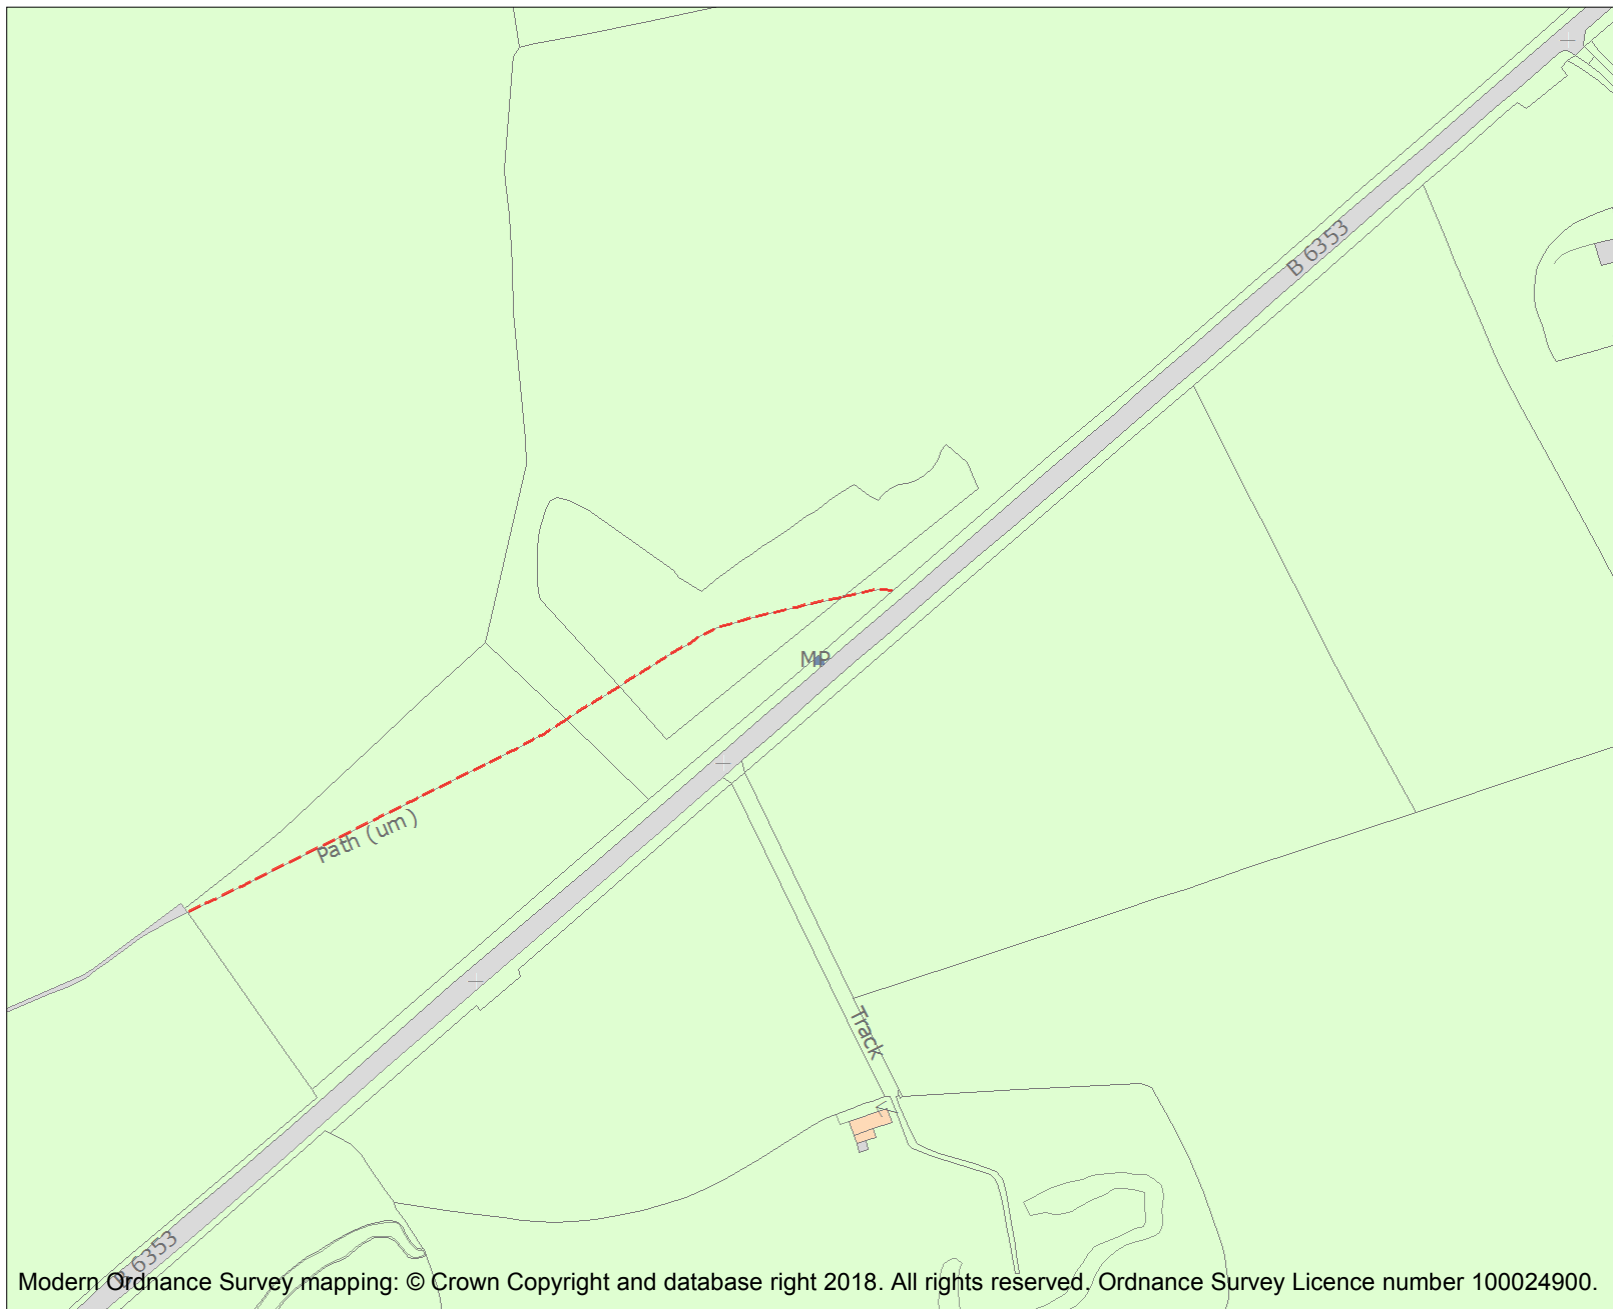 B 6353
MP
Path (um)
Track
B 6353
Modern Ordnance Survey mapping: © Crown Copyright and database right 2018. All rights reserved. Ordnance Survey Licence number 100024900.